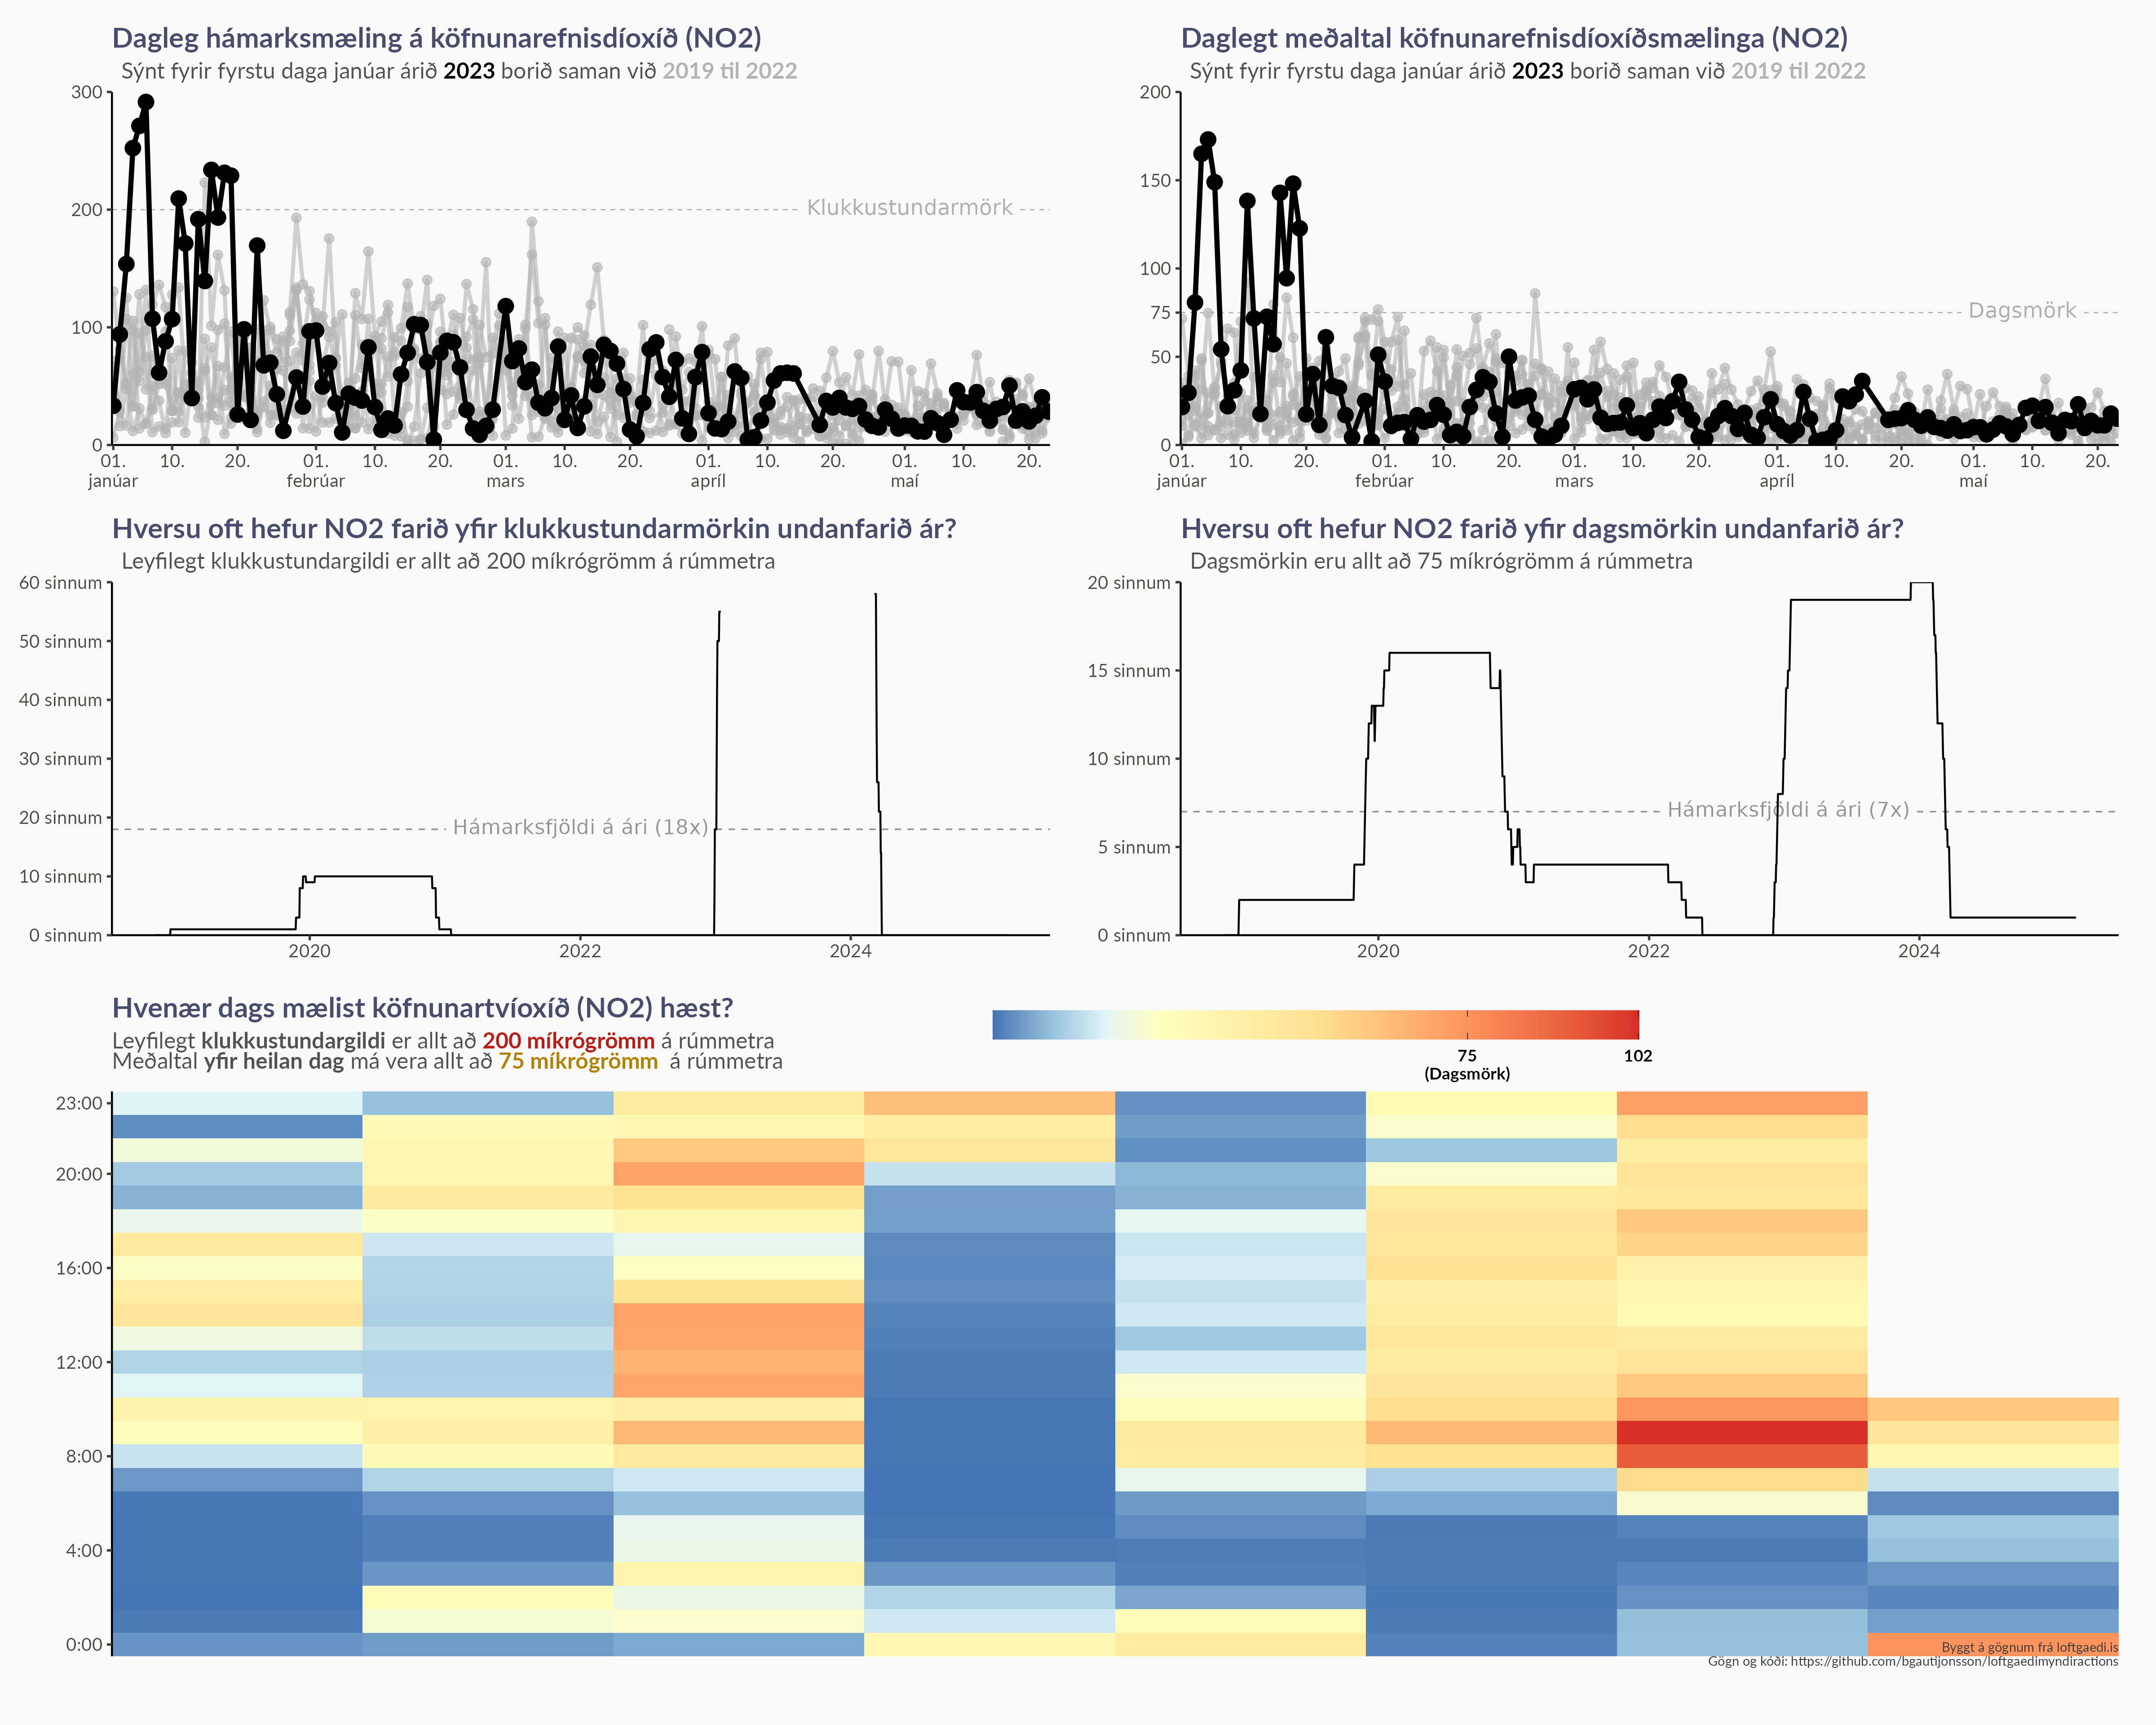 Dagleg hámarksmæling á köfnunarefnisdíoxíð (NO2)
Sýnt fyrir fyrstu daga janúar árið 2023 borið saman við 2019 til 2022
300
200
100
0
Klukkustundarmörk
01. 10. 20. 01. 10. 20. 01. 10. 20. 01. 10. 20. 01. 10. 20.
janúar febrúar mars apríl maí
Daglegt meðaltal köfnunarefnisdíoxíðsmælinga (NO2)
Sýnt fyrir fyrstu daga janúar árið 2023 borið saman við 2019 til 2022
200
150
100
75
50
0
Dagsmörk
01. 10. 20. 01. 10. 20. 01. 10. 20. 01. 10. 20. 01. 10. 20.
janúar febrúar mars apríl maí
Hversu oft hefur NO2 farið yfir klukkustundarmörkin undanfarið ár?
Leyfilegt klukkustundargildi er allt að 200 míkrógrömm á rúmmetra
60 sinnum
50 sinnum
40 sinnum
30 sinnum
20 sinnum
10 sinnum
0 sinnum
Hámarksfjöldi á ári (18x)
2020 2022 2024
Hversu oft hefur NO2 farið yfir dagsmörkin undanfarið ár?
Dagsmörkin eru allt að 75 míkrógrömm á rúmmetra
20 sinnum
15 sinnum
10 sinnum
5 sinnum
0 sinnum
Hámarksfjöldi á ári (7x)
2020 2022 2024
Hvenær dags mælist köfnunartvíoxíð (NO2) hæst?
Leyfilegt klukkustundargildi er allt að 200 míkrógrömm á rúmmetra
Meðaltal yfir heilan dag má vera allt að 75 míkrógrömm á rúmmetra
75 102
(Dagsmörk)
23:00
20:00
16:00
12:00
8:00
4:00
0:00
Byggt á gögnum frá loftgaedi.is
Gögn og kóði: https://github.com/bgautijonsson/loftgaedimyndiractions